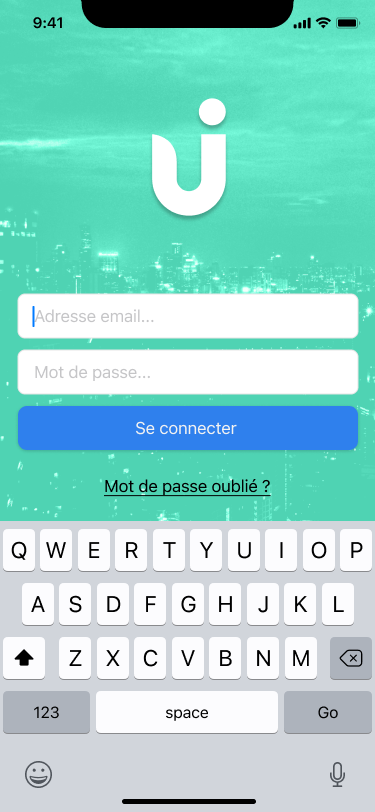 9:41
Adresse email...
Mot de passe...
Se connecter
Mot de passe oublié ?
Q W E R T Y U I O P
A S D F G H J K L
Z X C V B N M
123 space Go